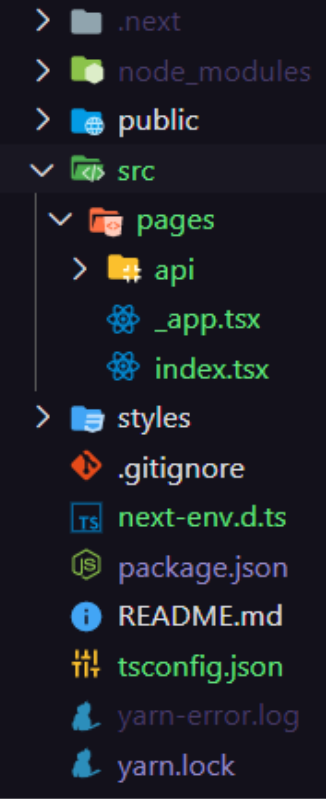 .next
node_modules
public
src
pages
api
_app.tsx
index.tsx
styles
.gitignore
next-env.d.ts
package.json
README.md
tsconfig.json
yarn-error.log
yarn.lock